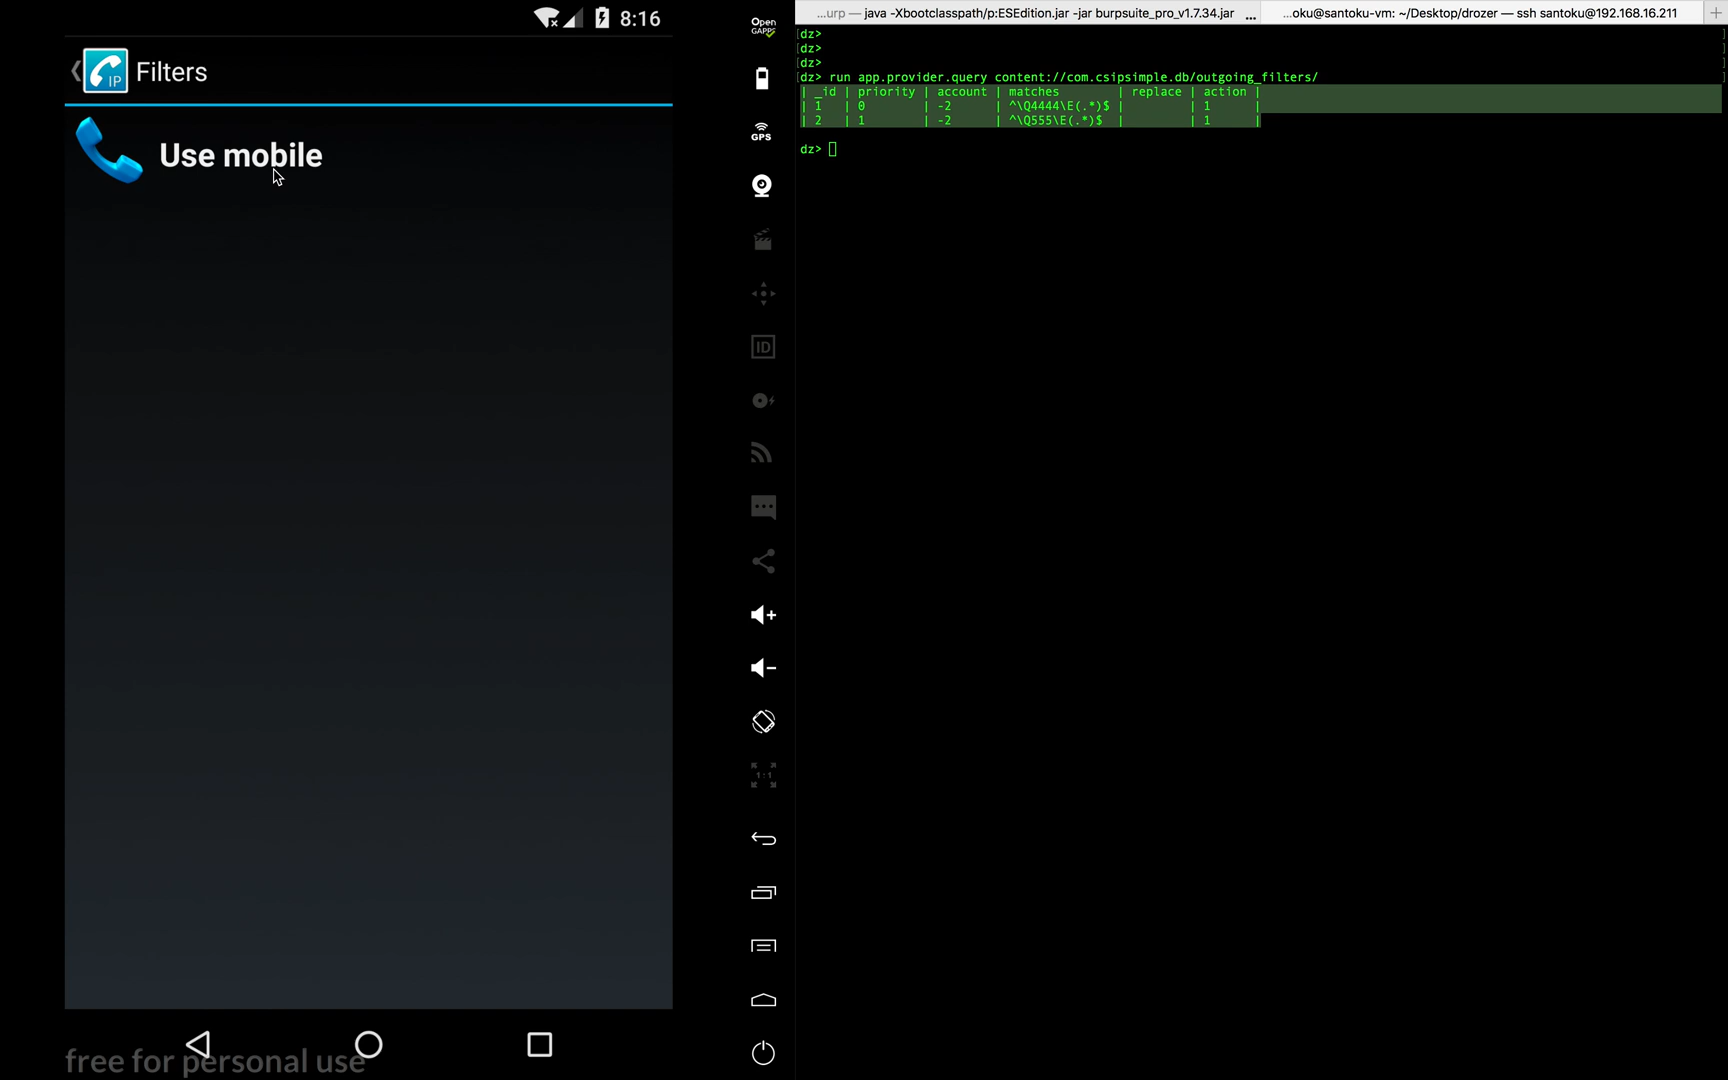 8:16
IP Filters
Use mobile
free for personal use
Open
GAPPS
GPS
ID
1:1
...urp — java -Xbootclasspath/p:ESEdition.jar -jar burpsuite_pro_v1.7.34.jar ...
...oku@santoku-vm: ~/Desktop/drozer — ssh santoku@192.168.16.211 +
[dz>
[dz>
[dz>
[dz> run app.provider.query content://com.csipsimple.db/outgoing_filters/
| _id | priority | account | matches | replace | action |
| 1 | 0 | -2 | ^\Q4444\E(.*)$ | | 1 |
| 2 | 1 | -2 | ^\Q555\E(.*)$ | | 1 |
dz>